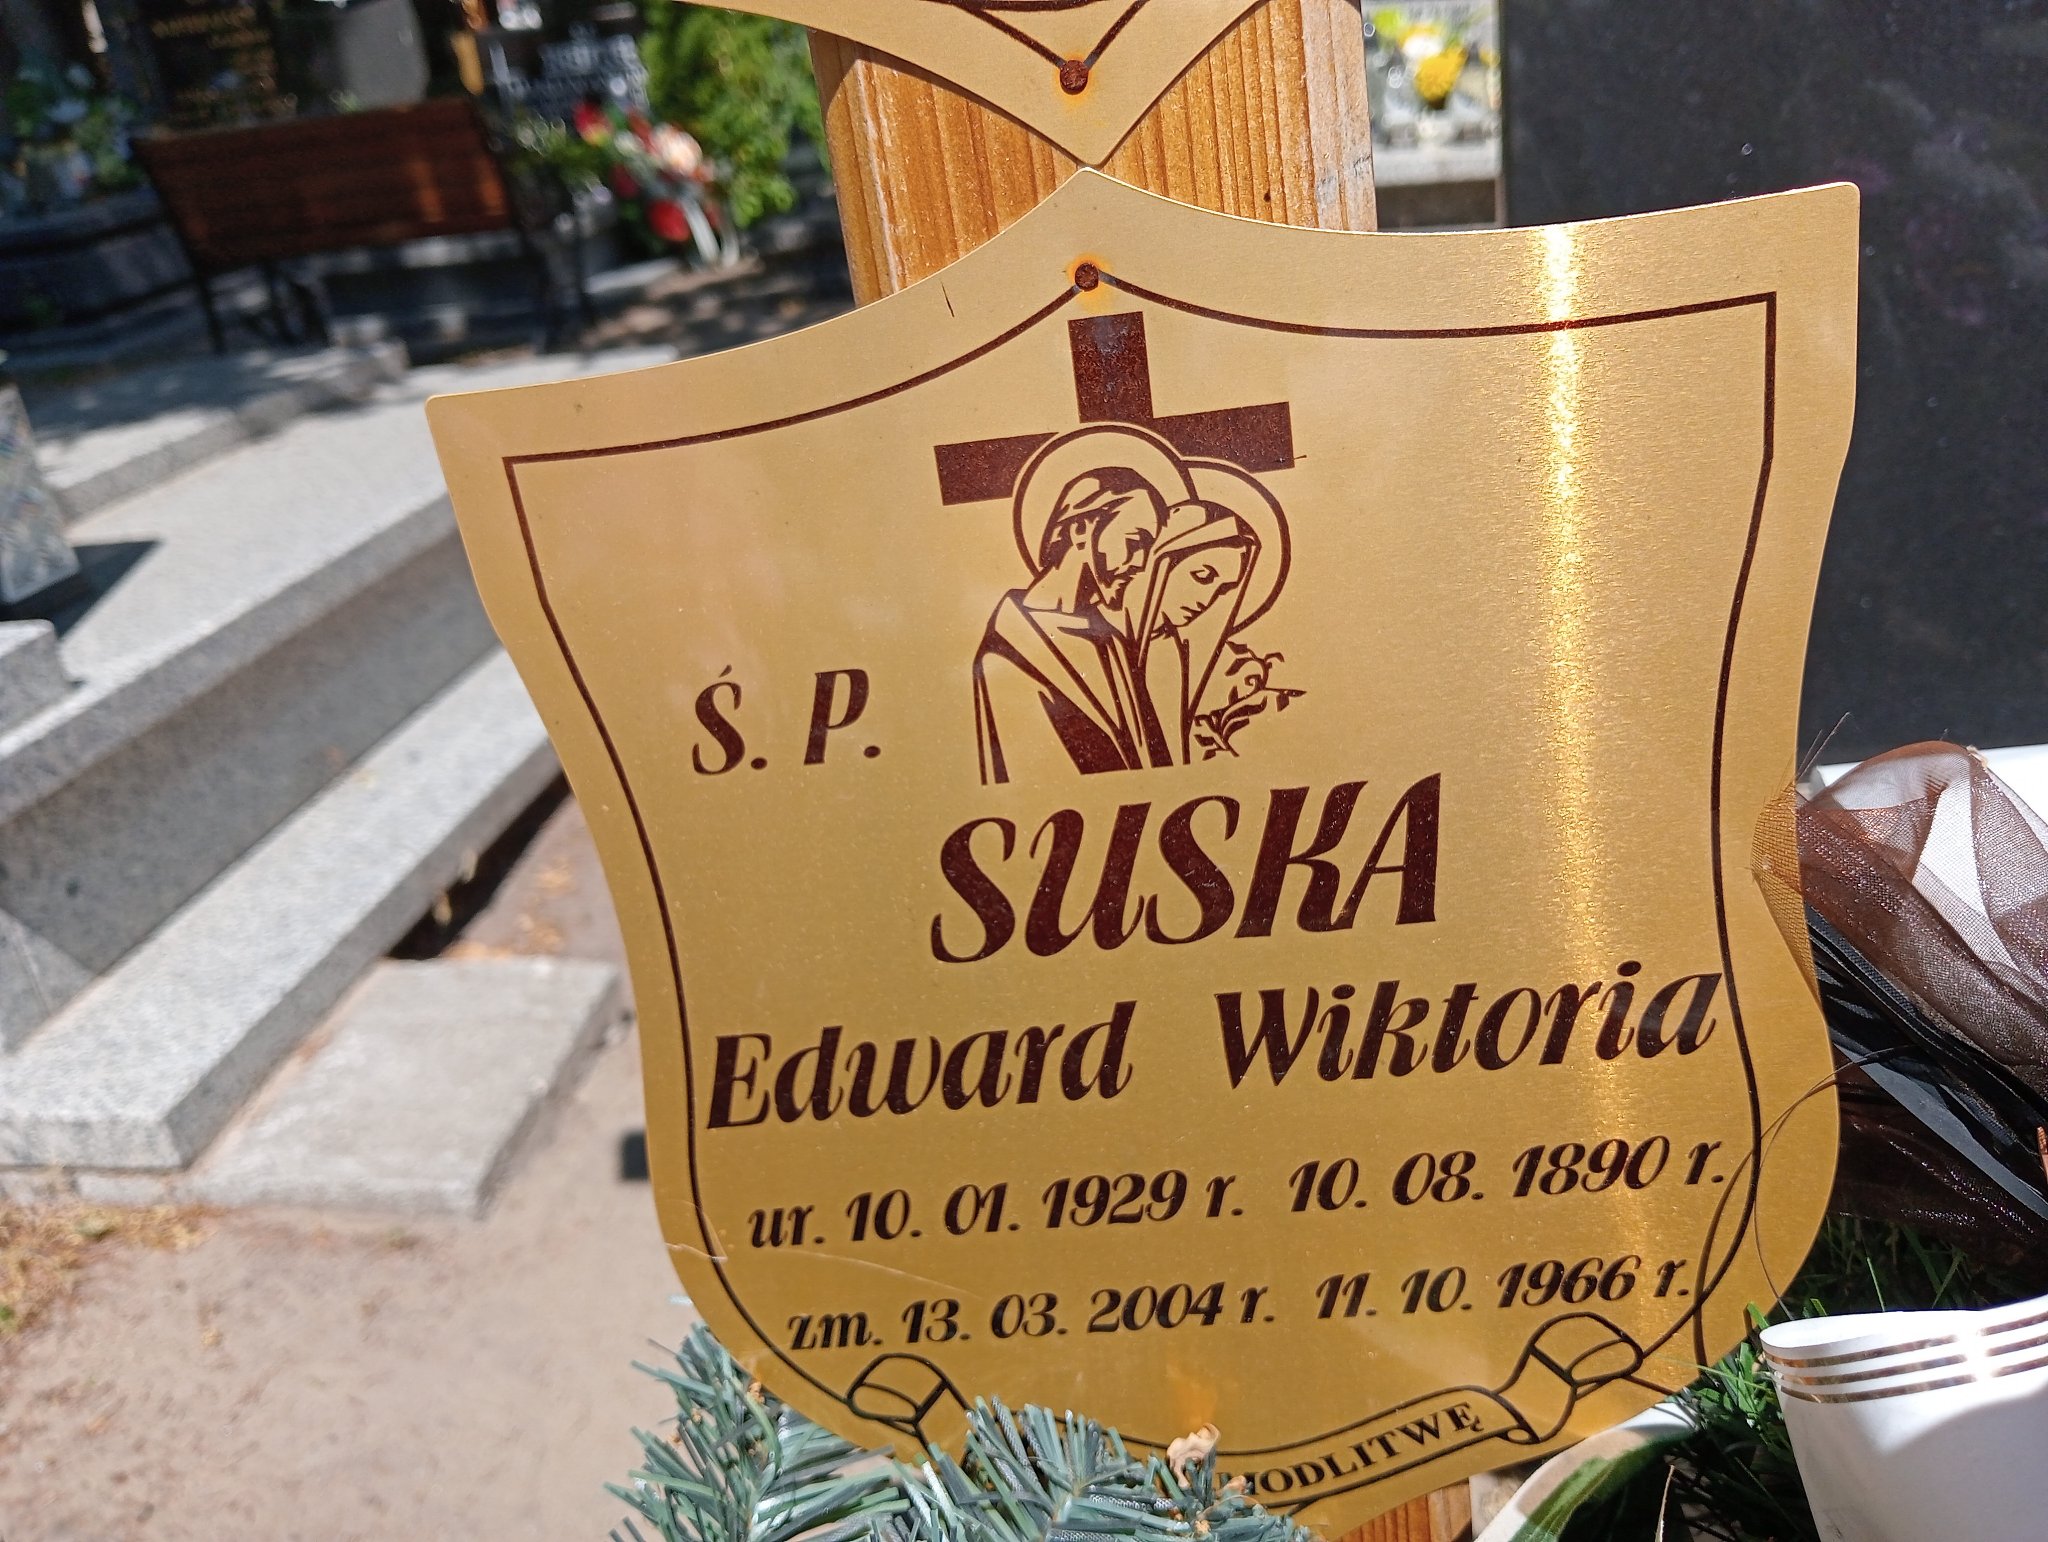 Ś. P.
SUSKA
Edward Wiktoria
ur. 10. 01. 1929 r. 10. 08. 1890 r.
zm. 13. 03. 2004 r. 11. 10. 1966 r.